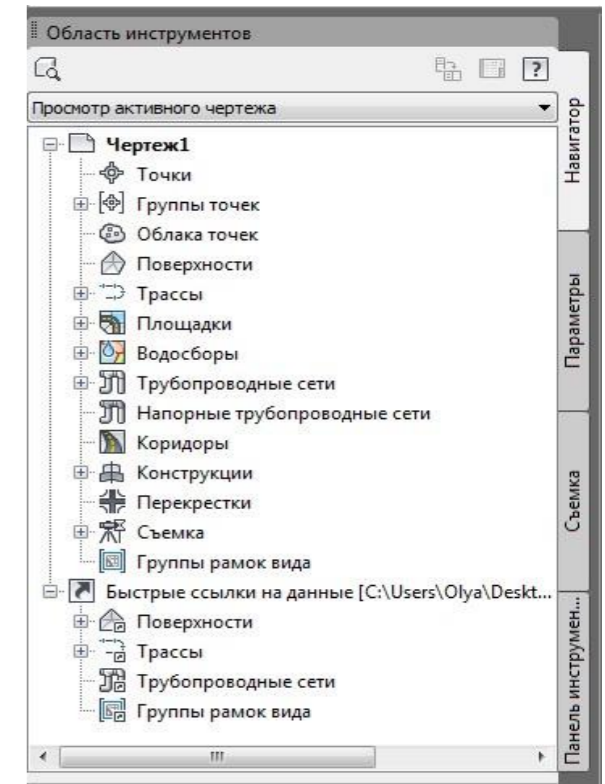 Область инструментов
?
Просмотр активного чертежа
Чертеж1
Точки
Группы точек
Облака точек
Поверхности
Трассы
Площадки
Водосборы
Трубопроводные сети
Напорные трубопроводные сети
Коридоры
Конструкции
Перекрестки
Съемка
Группы рамок вида
Быстрые ссылки на данные [C:\Users\Olya\Deskt...
Поверхности
Трассы
Трубопроводные сети
Группы рамок вида
Навигатор
Параметры
Съемка
Панель инструмен...